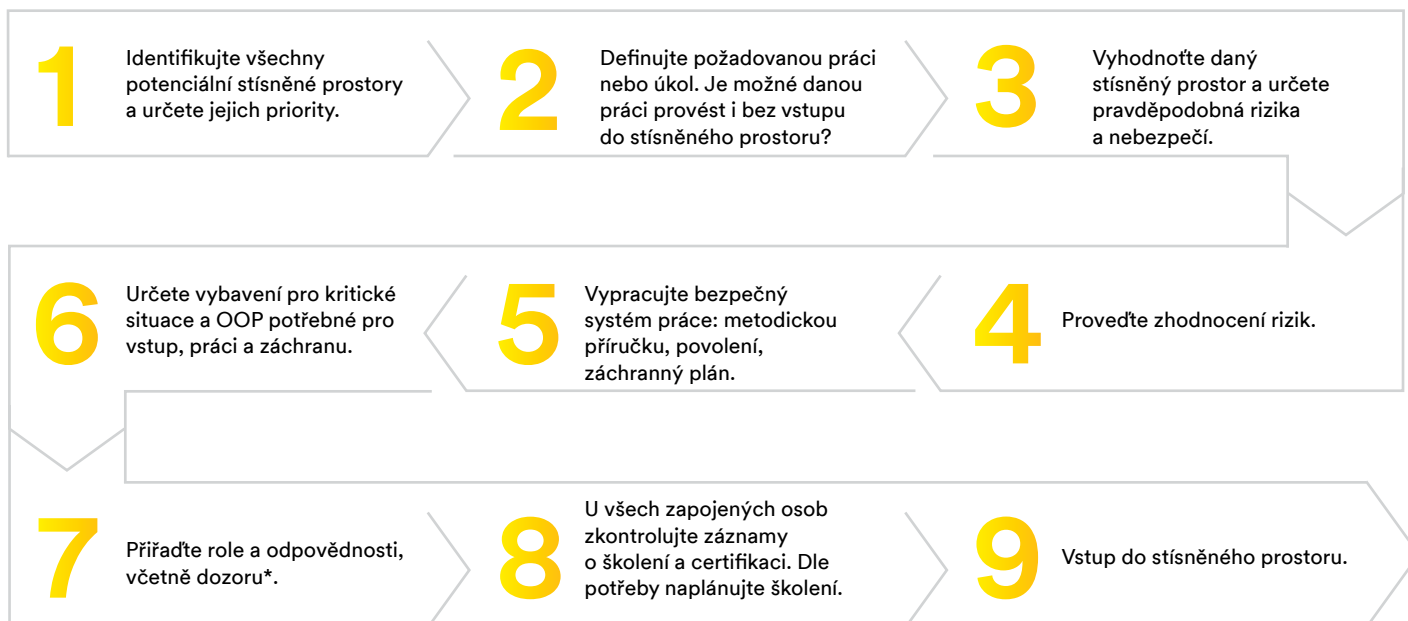 1
Identifikujte všechny
potenciální stísněné prostory
a určete jejich priority.
2
Definujte požadovanou práci
nebo úkol. Je možné danou
práci provést i bez vstupu
do stísněného prostoru?
3
Vyhodnoťte daný
stísněný prostor a určete
pravděpodobná rizika
a nebezpečí.
4
Proveďte zhodnocení rizik.
5
Vypracujte bezpečný
systém práce: metodickou
příručku, povolení,
záchranný plán.
6
Určete vybavení pro kritické
situace a OOP potřebné pro
vstup, práci a záchranu.
7
Přiřaďte role a odpovědnosti,
včetně dozoru*.
8
U všech zapojených osob
zkontrolujte záznamy
o školení a certifikaci. Dle
potřeby naplánujte školení.
9
Vstup do stísněného prostoru.